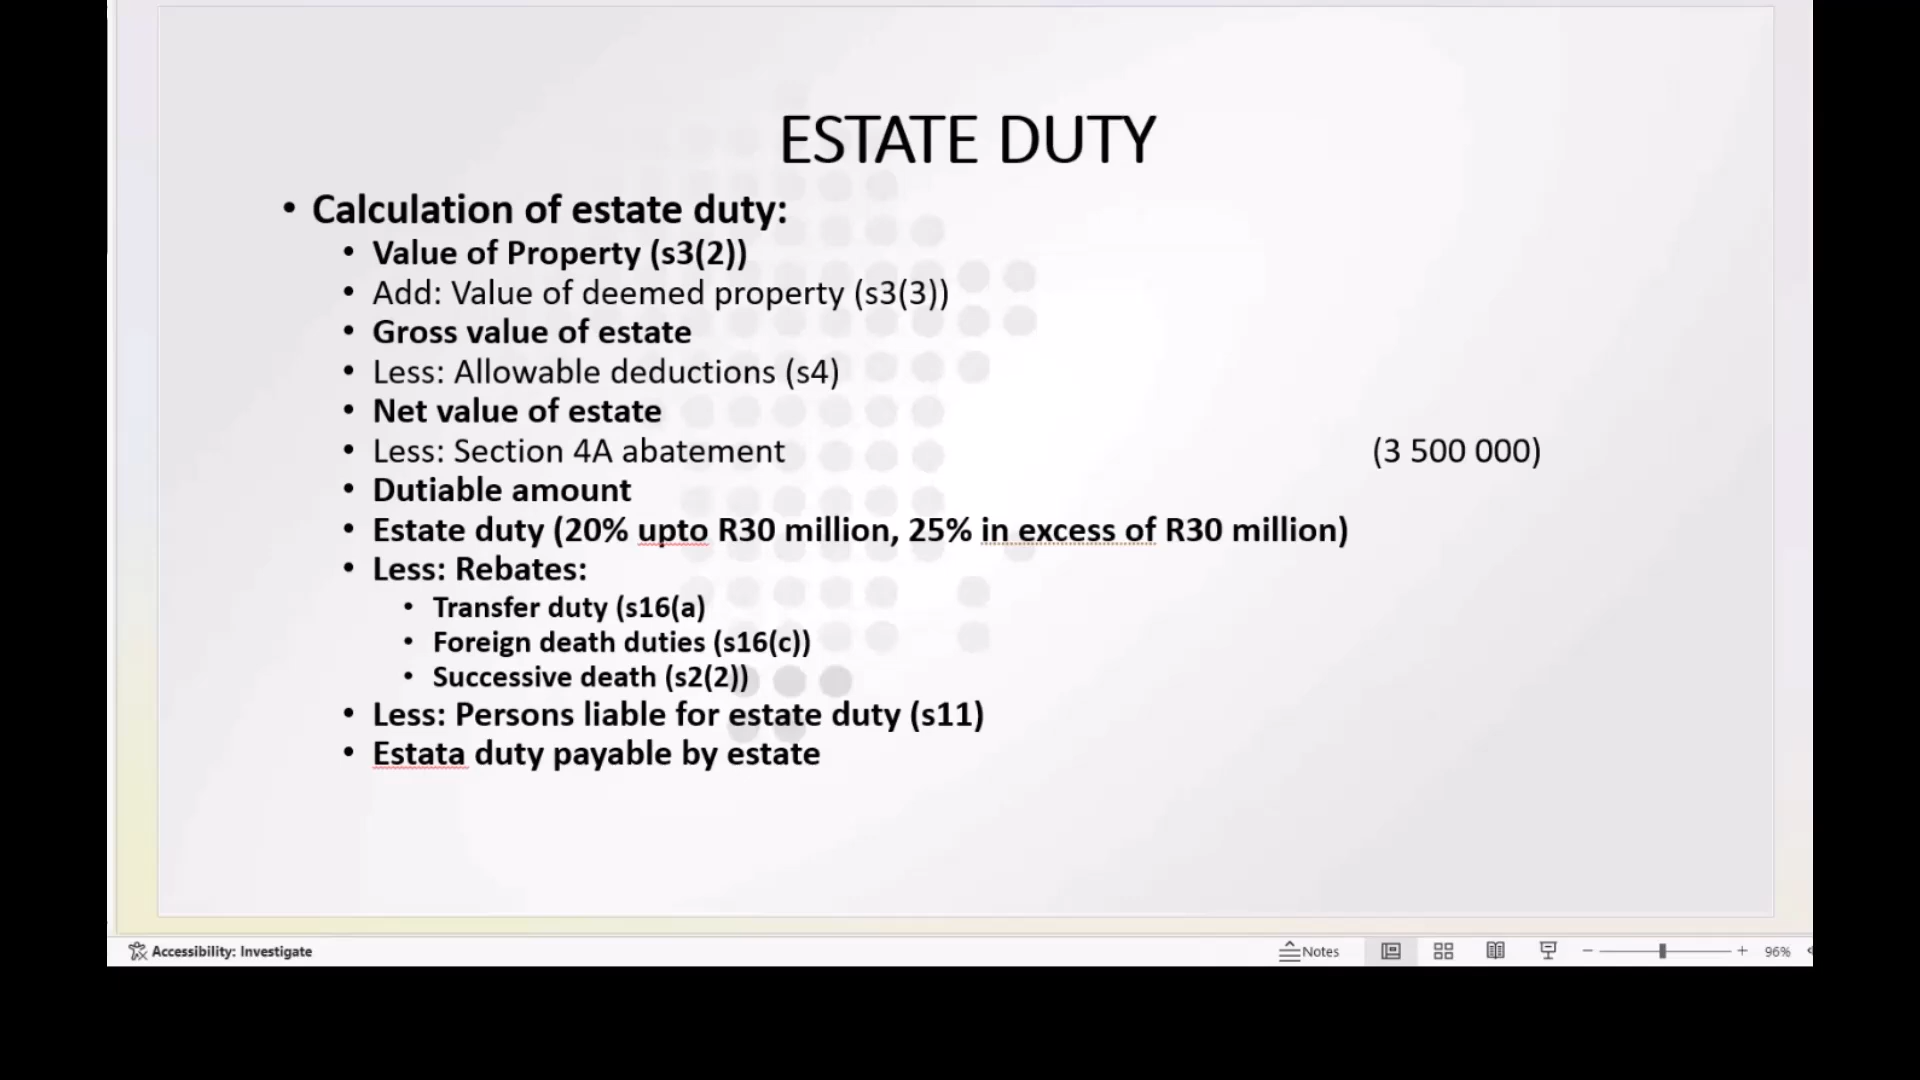 ESTATE DUTY
• Calculation of estate duty:
• Value of Property (s3(2))
• Add: Value of deemed property (s3(3))
• Gross value of estate
• Less: Allowable deductions (s4)
• Net value of estate
• Less: Section 4A abatement (3 500 000)
• Dutiable amount
• Estate duty (20% upto R30 million, 25% in excess of R30 million)
• Less: Rebates:
• Transfer duty (s16(a)
• Foreign death duties (s16(c))
• Successive death (s2(2))
• Less: Persons liable for estate duty (s11)
• Estata duty payable by estate
Accessibility: Investigate Notes 96%